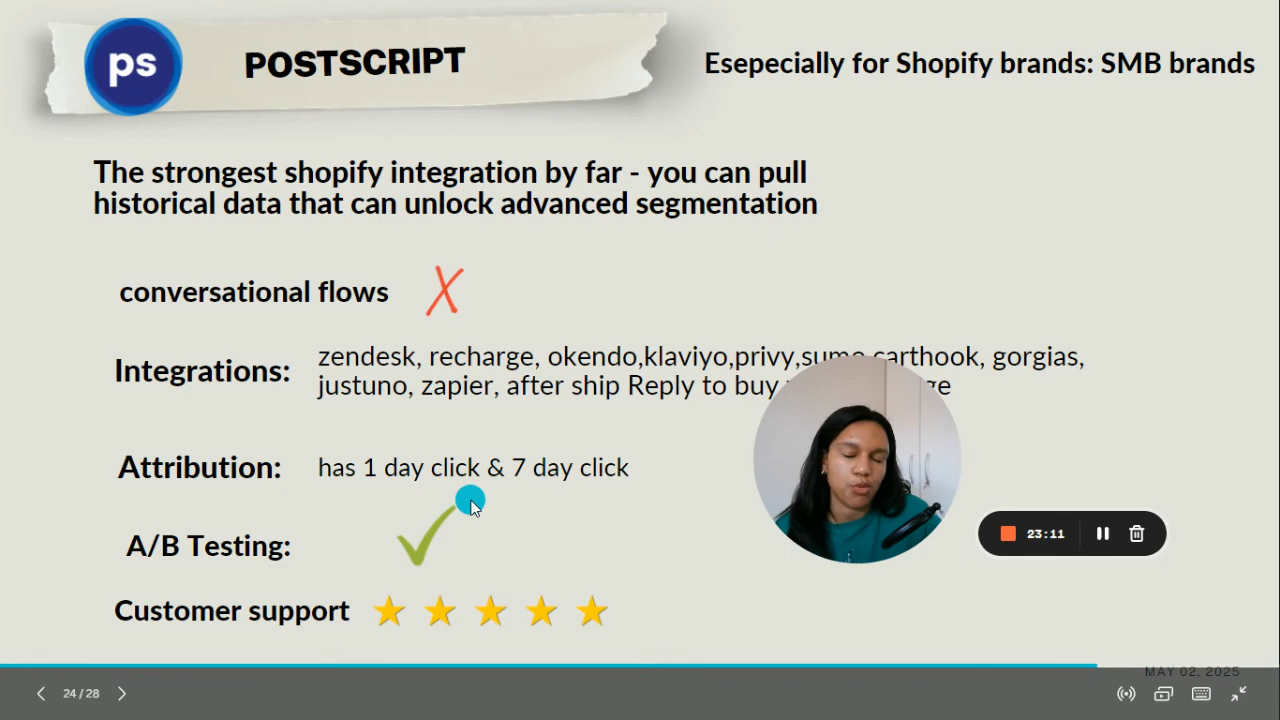 ps
POSTSCRIPT
Esepecially for Shopify brands: SMB brands
The strongest shopify integration by far - you can pull
historical data that can unlock advanced segmentation
conversational flows
Integrations:
zendesk, recharge, okendo,klaviyo,privy,sumo carthook, gorgias,
justuno, zapier, after ship Reply to buy
Attribution:
has 1 day click & 7 day click
A/B Testing:
Customer support
23:11
MAY 02, 2025
24 / 28